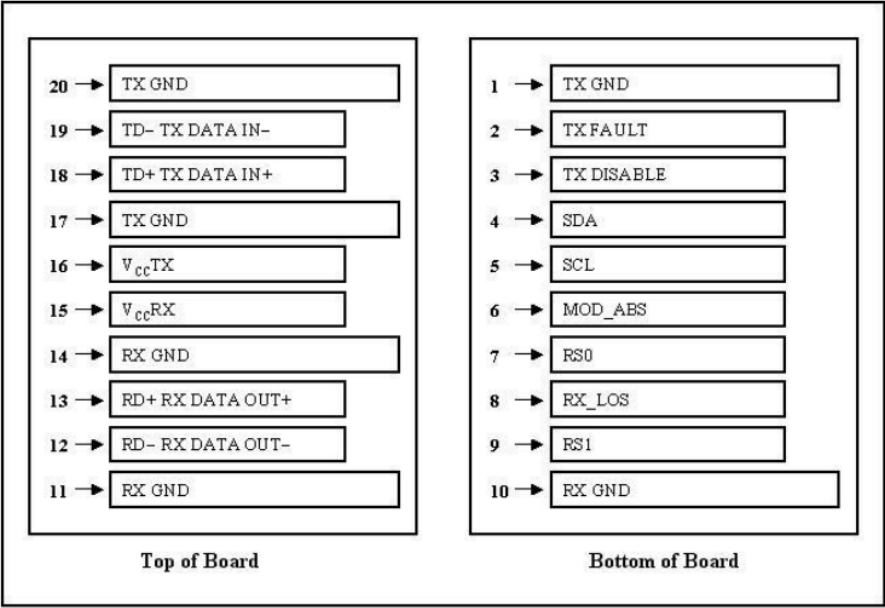 20 TX GND
19 TD− TX DATA IN−
18 TD+ TX DATA IN+
17 TX GND
16 VCCTX
15 VCCRX
14 RX GND
13 RD+ RX DATA OUT+
12 RD− RX DATA OUT−
11 RX GND
Top of Board
1 TX GND
2 TX FAULT
3 TX DISABLE
4 SDA
5 SCL
6 MOD_ABS
7 RS0
8 RX_LOS
9 RS1
10 RX GND
Bottom of Board